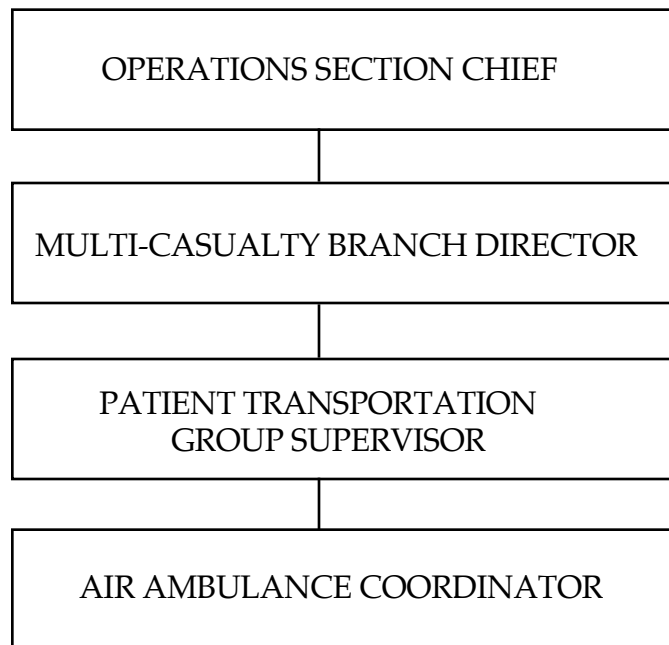 OPERATIONS SECTION CHIEF
MULTI-CASUALTY BRANCH DIRECTOR
PATIENT TRANSPORTATION
GROUP SUPERVISOR
AIR AMBULANCE COORDINATOR